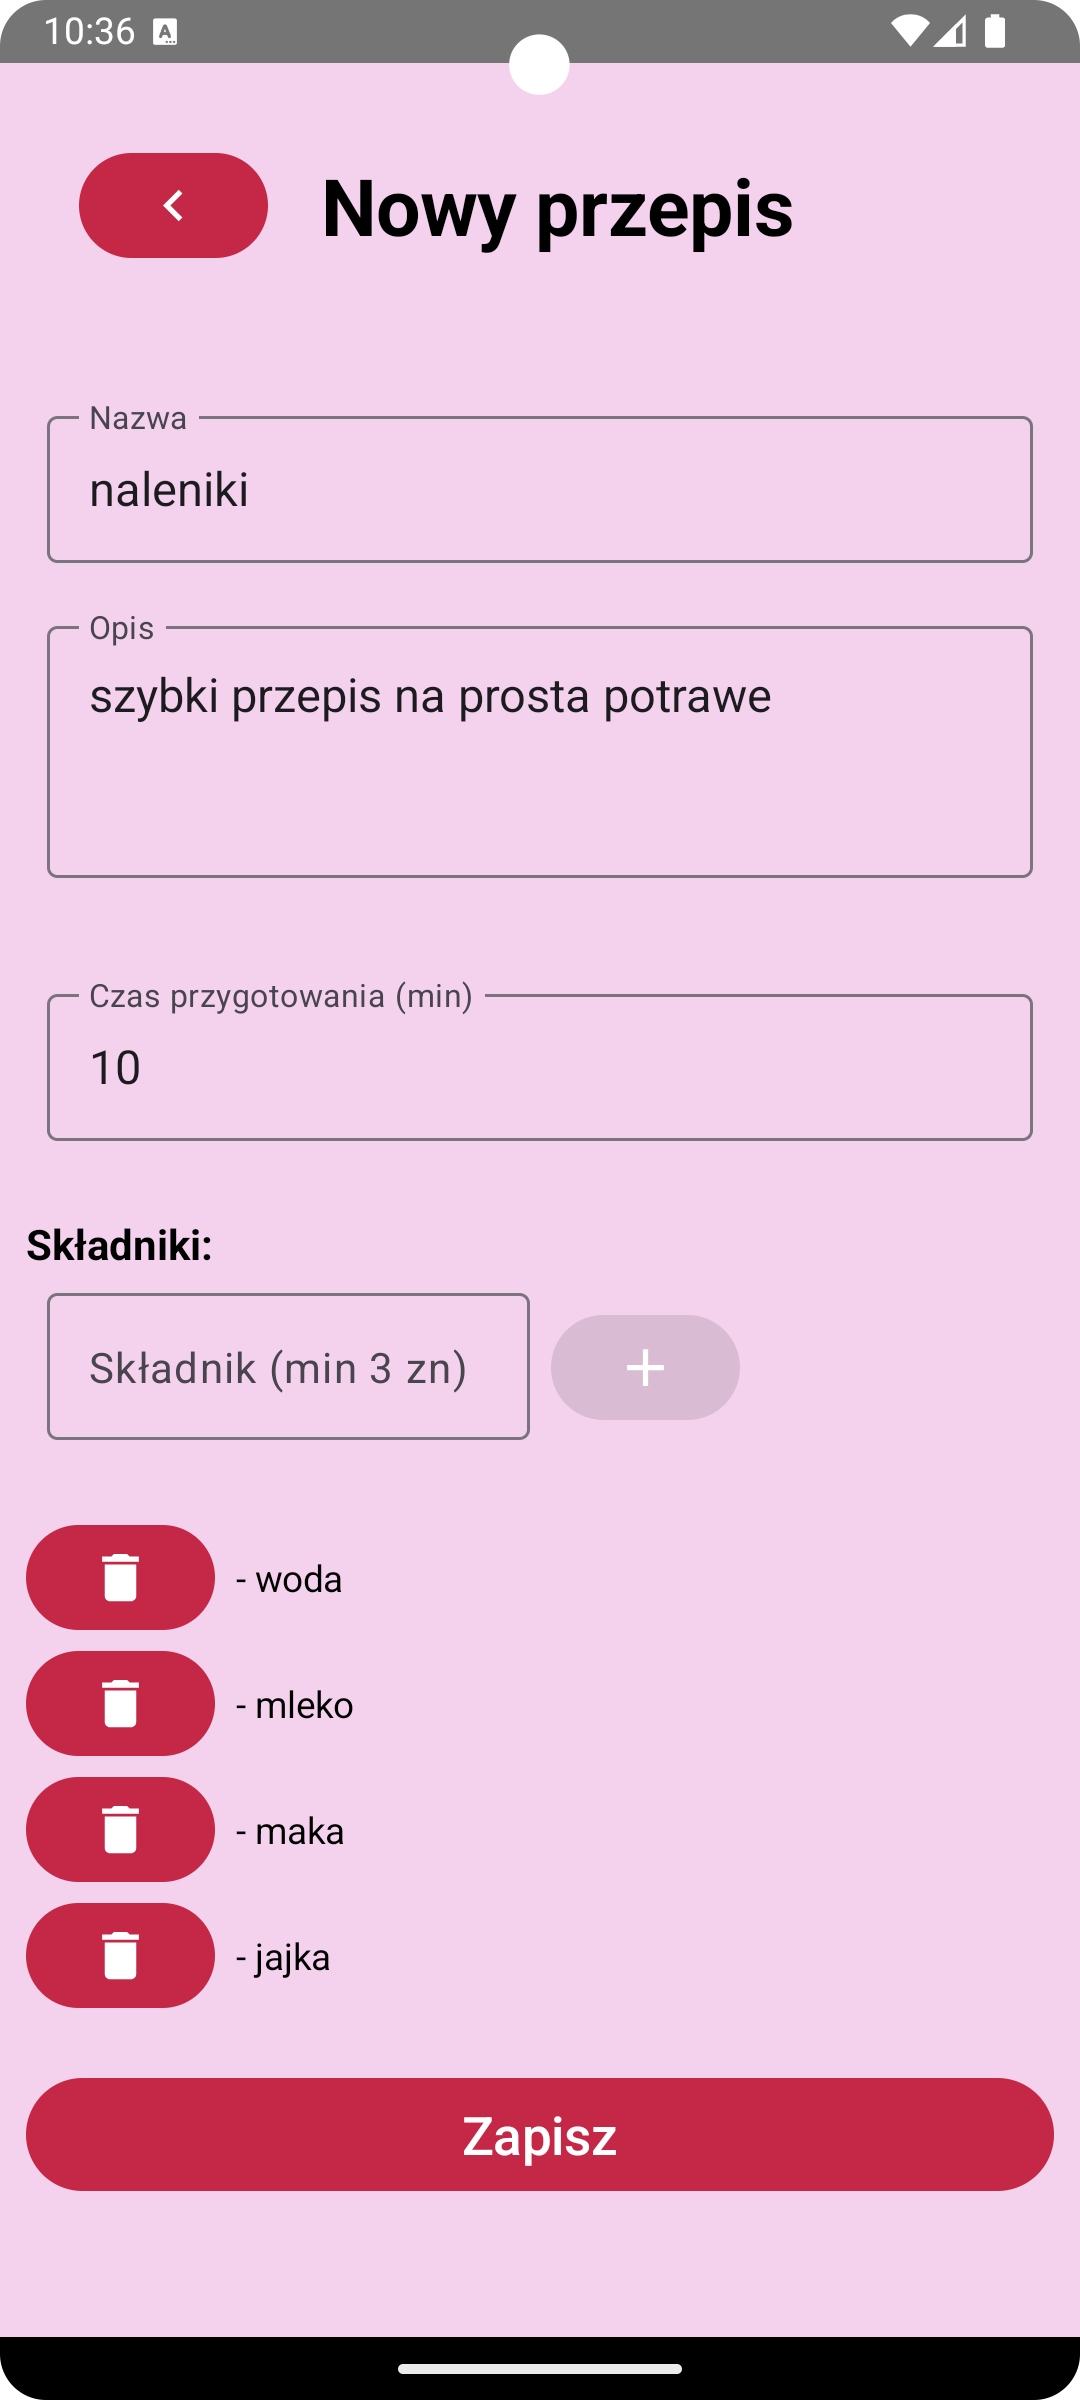 10:36
Nowy przepis
Nazwa
naleniki
Opis
szybki przepis na prosta potrawe
Czas przygotowania (min)
10
Składniki:
Składnik (min 3 zn)
- woda
- mleko
- maka
- jajka
Zapisz